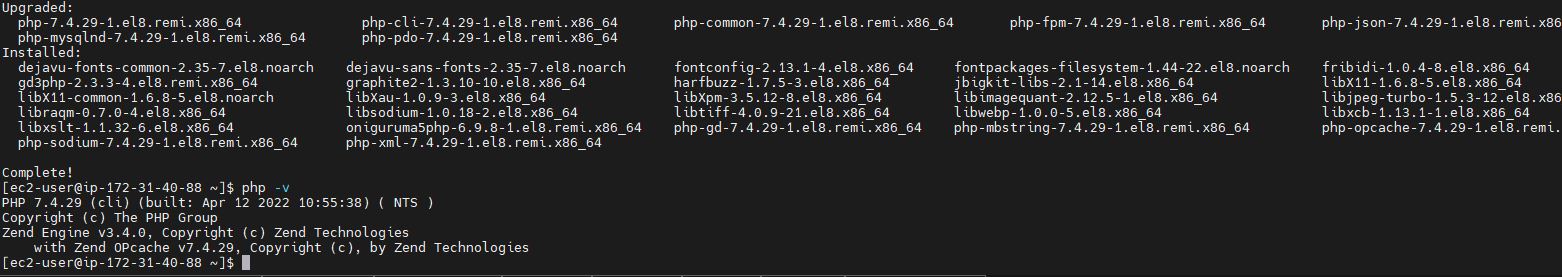 Upgraded:
php-7.4.29-1.el8.remi.x86_64 php-cli-7.4.29-1.el8.remi.x86_64 php-common-7.4.29-1.el8.remi.x86_64 php-fpm-7.4.29-1.el8.remi.x86_64 php-json-7.4.29-1.el8.remi.x86
php-mysqlnd-7.4.29-1.el8.remi.x86_64 php-pdo-7.4.29-1.el8.remi.x86_64
Installed:
dejavu-fonts-common-2.35-7.el8.noarch dejavu-sans-fonts-2.35-7.el8.noarch fontconfig-2.13.1-4.el8.x86_64 fontpackages-filesystem-1.44-22.el8.noarch fribidi-1.0.4-8.el8.x86_64
gd3php-2.3.3-4.el8.remi.x86_64 graphite2-1.3.10-10.el8.x86_64 harfbuzz-1.7.5-3.el8.x86_64 jbigkit-libs-2.1-14.el8.x86_64 libX11-1.6.8-5.el8.x86_64
libX11-common-1.6.8-5.el8.noarch libXau-1.0.9-3.el8.x86_64 libXpm-3.5.12-8.el8.x86_64 libimagequant-2.12.5-1.el8.x86_64 libjpeg-turbo-1.5.3-12.el8.x86
libraqm-0.7.0-4.el8.x86_64 libsodium-1.0.18-2.el8.x86_64 libtiff-4.0.9-21.el8.x86_64 libwebp-1.0.0-5.el8.x86_64 libxcb-1.13.1-1.el8.x86_64
libxslt-1.1.32-6.el8.x86_64 oniguruma5php-6.9.8-1.el8.remi.x86_64 php-gd-7.4.29-1.el8.remi.x86_64 php-mbstring-7.4.29-1.el8.remi.x86_64 php-opcache-7.4.29-1.el8.remi.
php-sodium-7.4.29-1.el8.remi.x86_64 php-xml-7.4.29-1.el8.remi.x86_64
Complete!
[ec2-user@ip-172-31-40-88 ~]$ php -v
PHP 7.4.29 (cli) (built: Apr 12 2022 10:55:38) ( NTS )
Copyright (c) The PHP Group
Zend Engine v3.4.0, Copyright (c) Zend Technologies
with Zend OPcache v7.4.29, Copyright (c), by Zend Technologies
[ec2-user@ip-172-31-40-88 ~]$